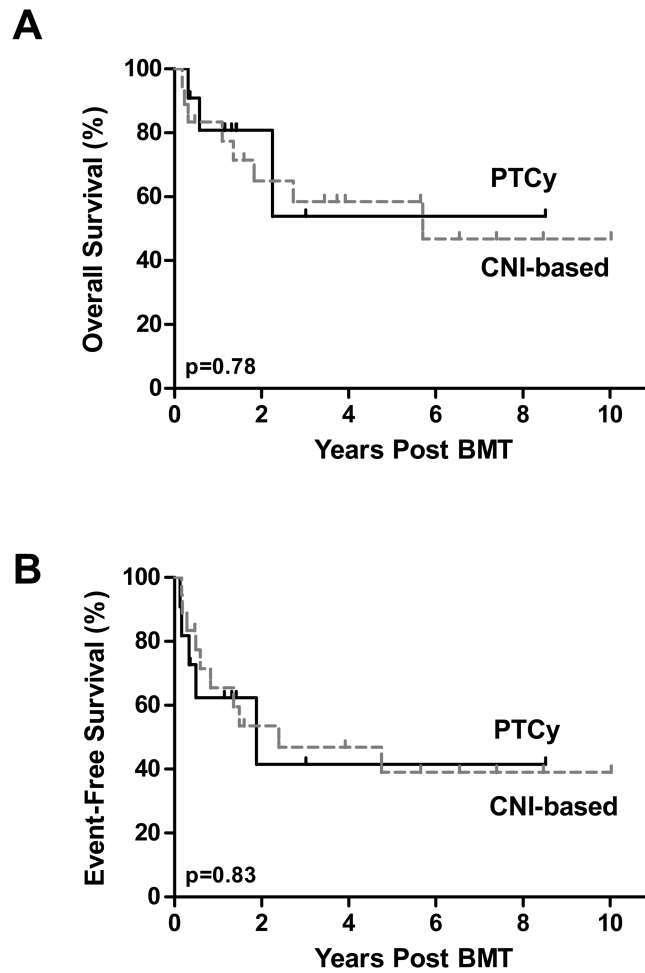 A
Overall Survival (%)
100
80
60
40
20
0
PTCy
CNI-based
p=0.78
0 2 4 6 8 10
Years Post BMT
B
Event-Free Survival (%)
100
80
60
40
20
0
PTCy
CNI-based
p=0.83
0 2 4 6 8 10
Years Post BMT